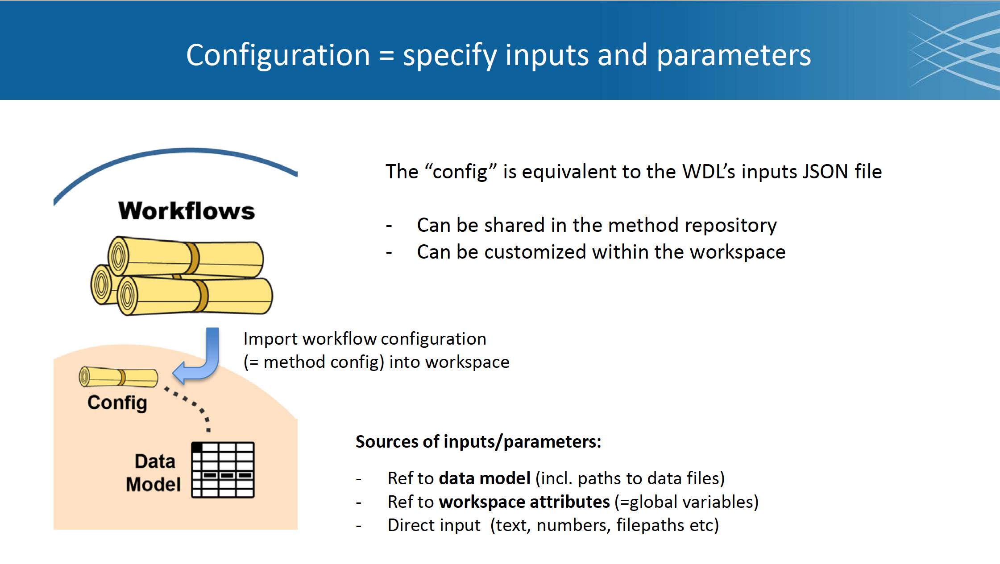 Configuration = specify inputs and parameters
The “config” is equivalent to the WDL’s inputs JSON file
Workflows
- Can be shared in the method repository
- Can be customized within the workspace
Import workflow configuration
(= method config) into workspace
Config
Data
Model
Sources of inputs/parameters:
- Ref to data model (incl. paths to data files)
- Ref to workspace attributes (=global variables)
- Direct input  (text, numbers, filepaths etc)